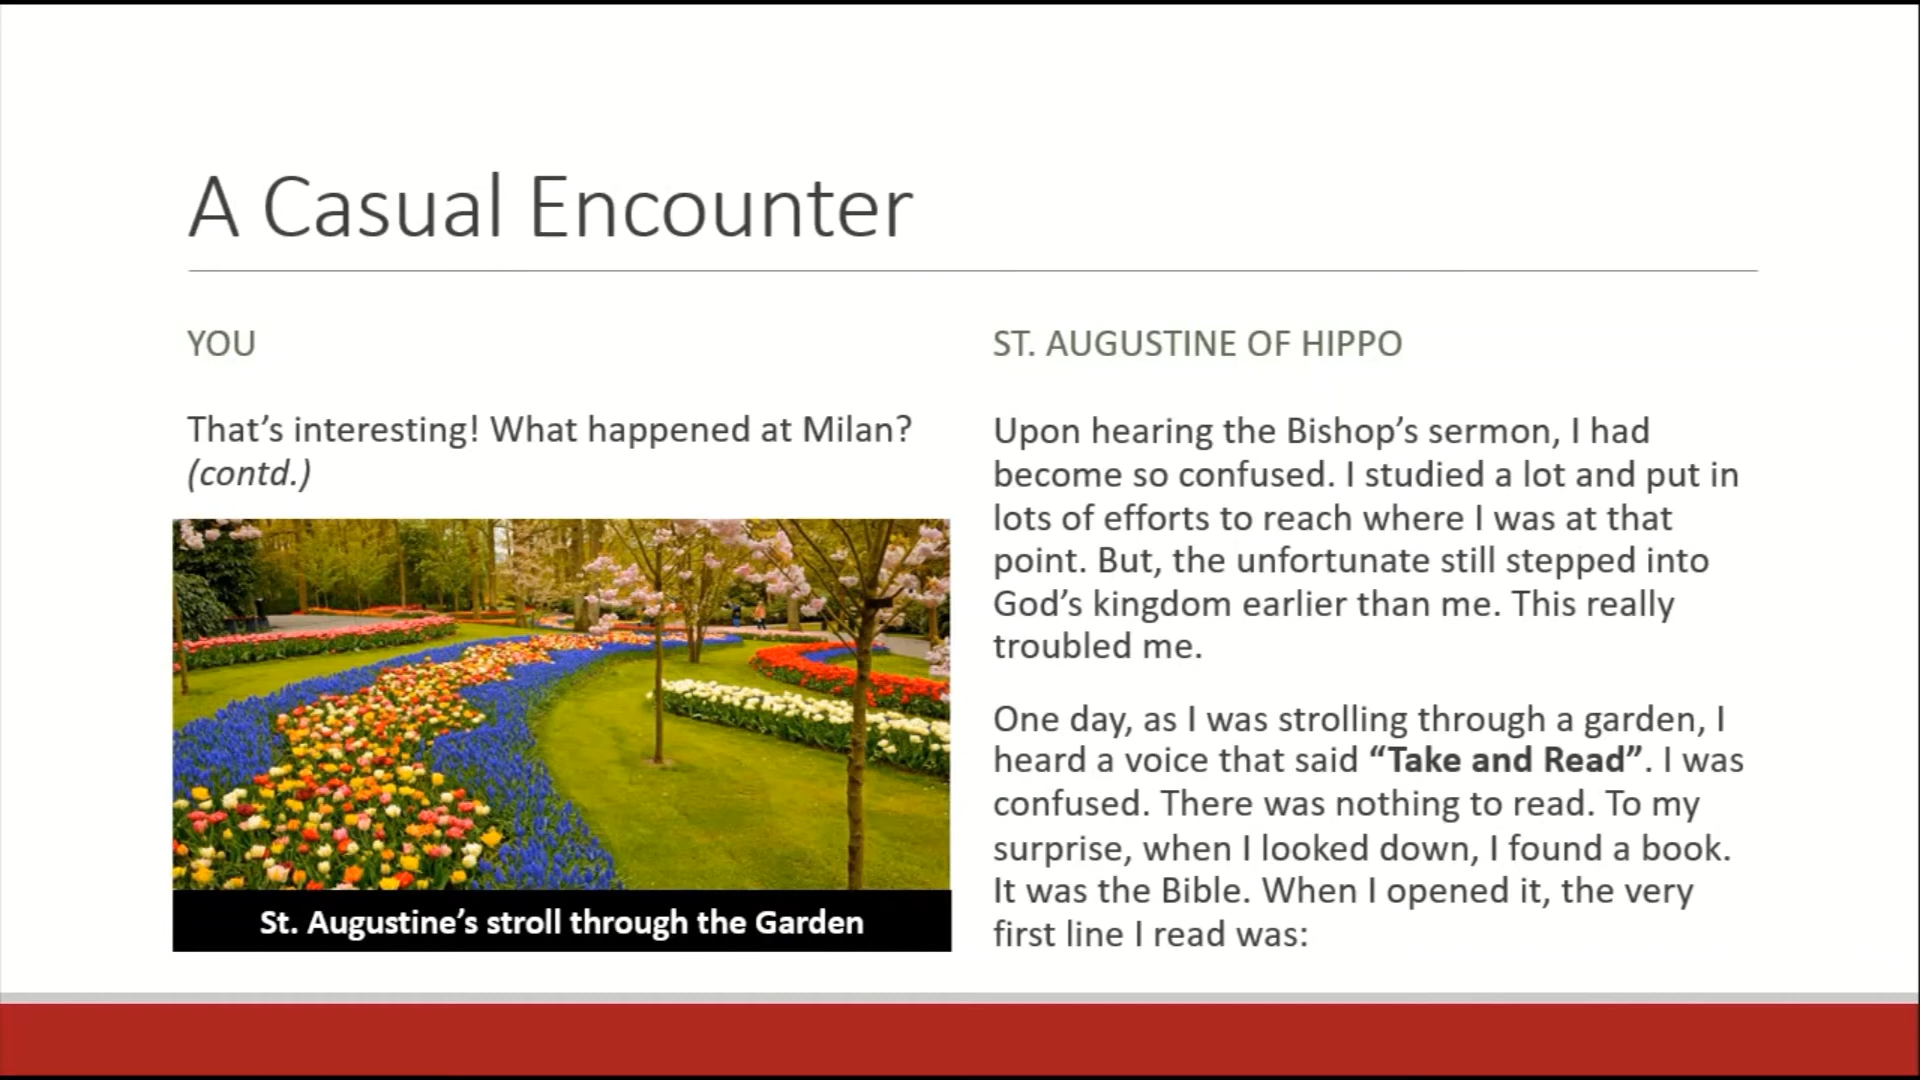 A Casual Encounter
YOU
That’s interesting! What happened at Milan?
(contd.)
St. Augustine’s stroll through the Garden
ST. AUGUSTINE OF HIPPO
Upon hearing the Bishop’s sermon, I had
become so confused. I studied a lot and put in
lots of efforts to reach where I was at that
point. But, the unfortunate still stepped into
God’s kingdom earlier than me. This really
troubled me.
One day, as I was strolling through a garden, I
heard a voice that said “Take and Read”. I was
confused. There was nothing to read. To my
surprise, when I looked down, I found a book.
It was the Bible. When I opened it, the very
first line I read was: